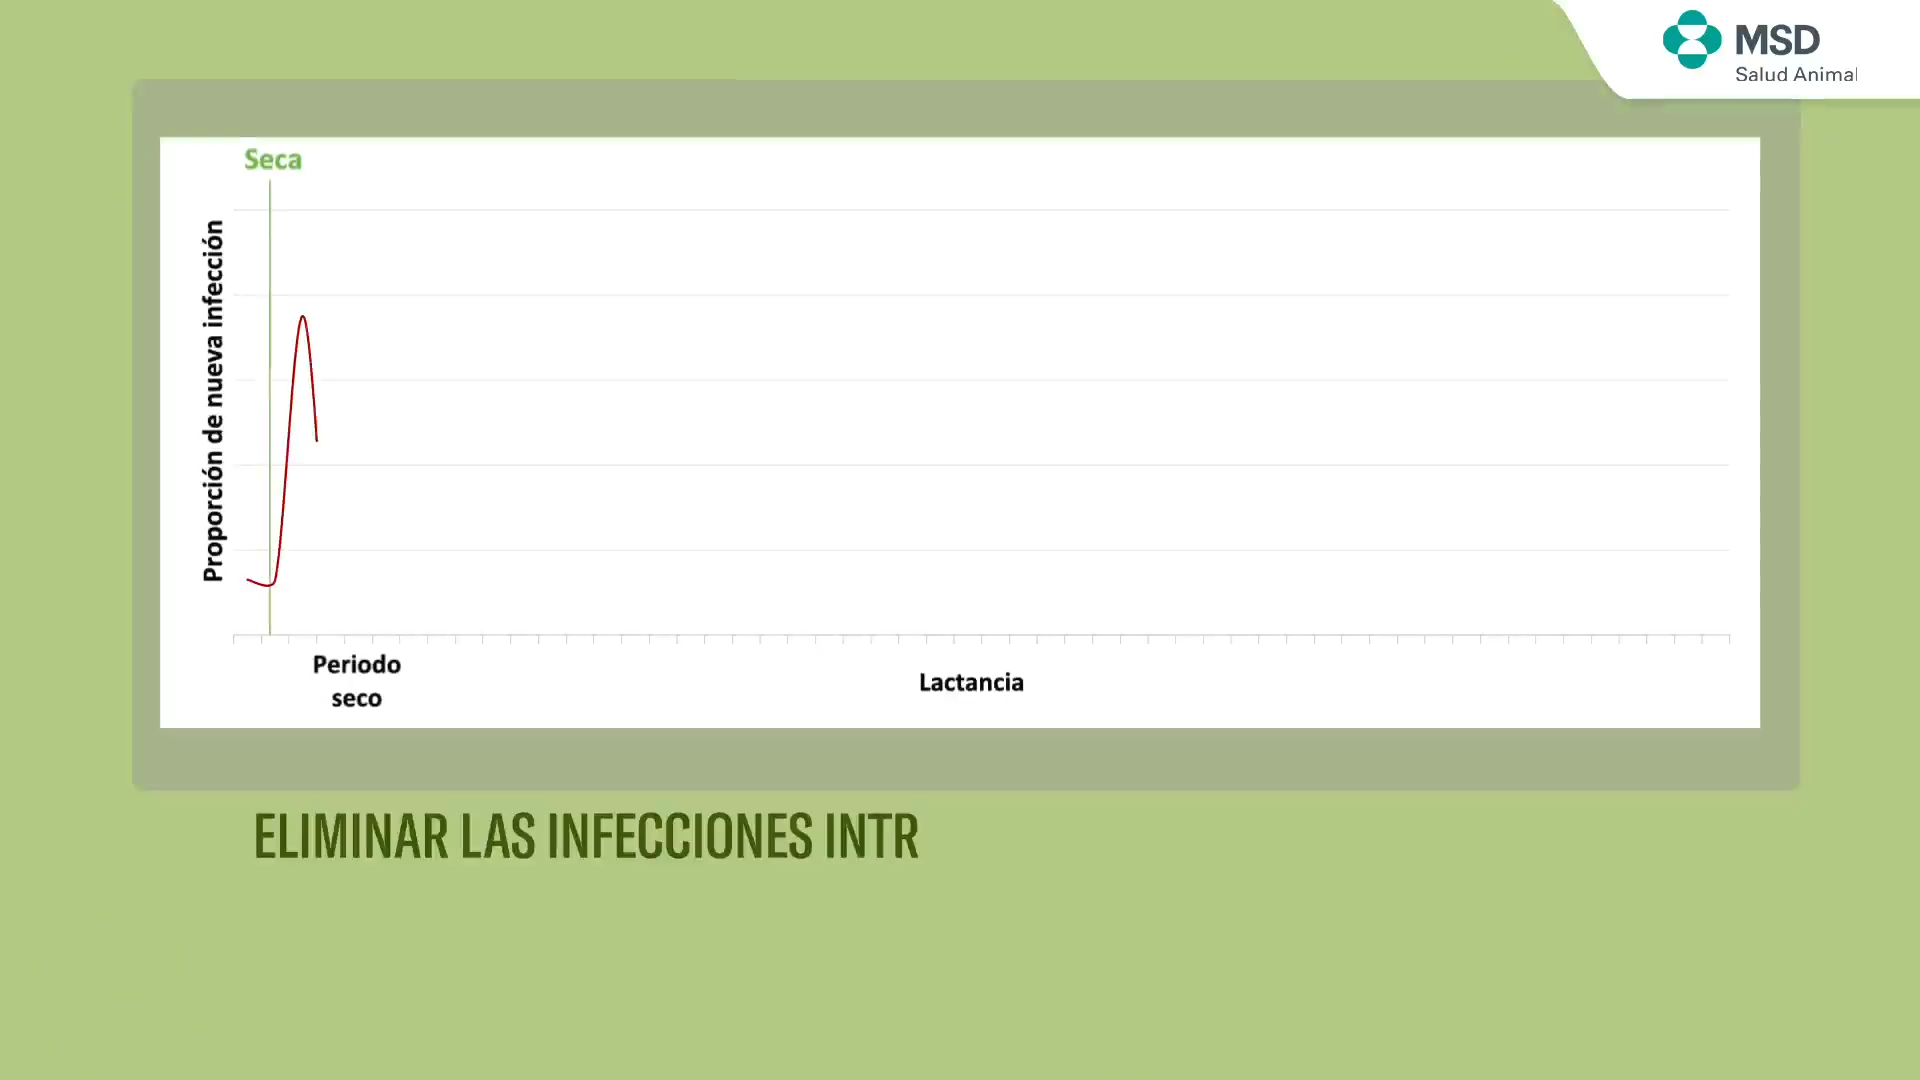 MSD
Salud Animal
Seca
Proporción de nueva infección
Periodo
seco
Lactancia
ELIMINAR LAS INFECCIONES INTR